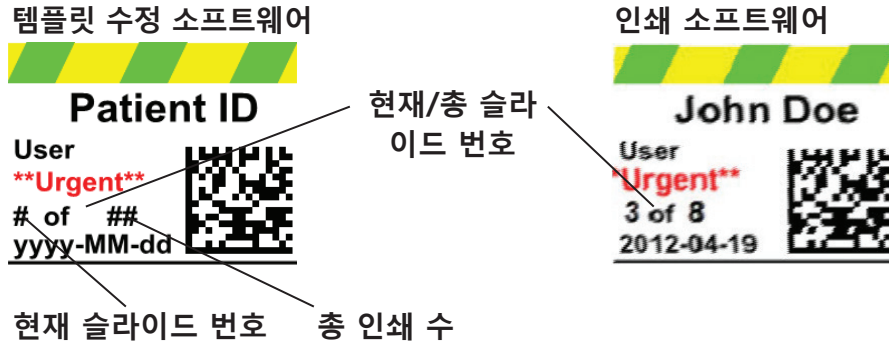 템플릿 수정 소프트웨어
Patient ID
User
**Urgent**
# of ##
yyyy-MM-dd
현재/총 슬라
이드 번호
인쇄 소프트웨어
John Doe
User
*Urgent**
3 of 8
2012-04-19
현재 슬라이드 번호
총 인쇄 수